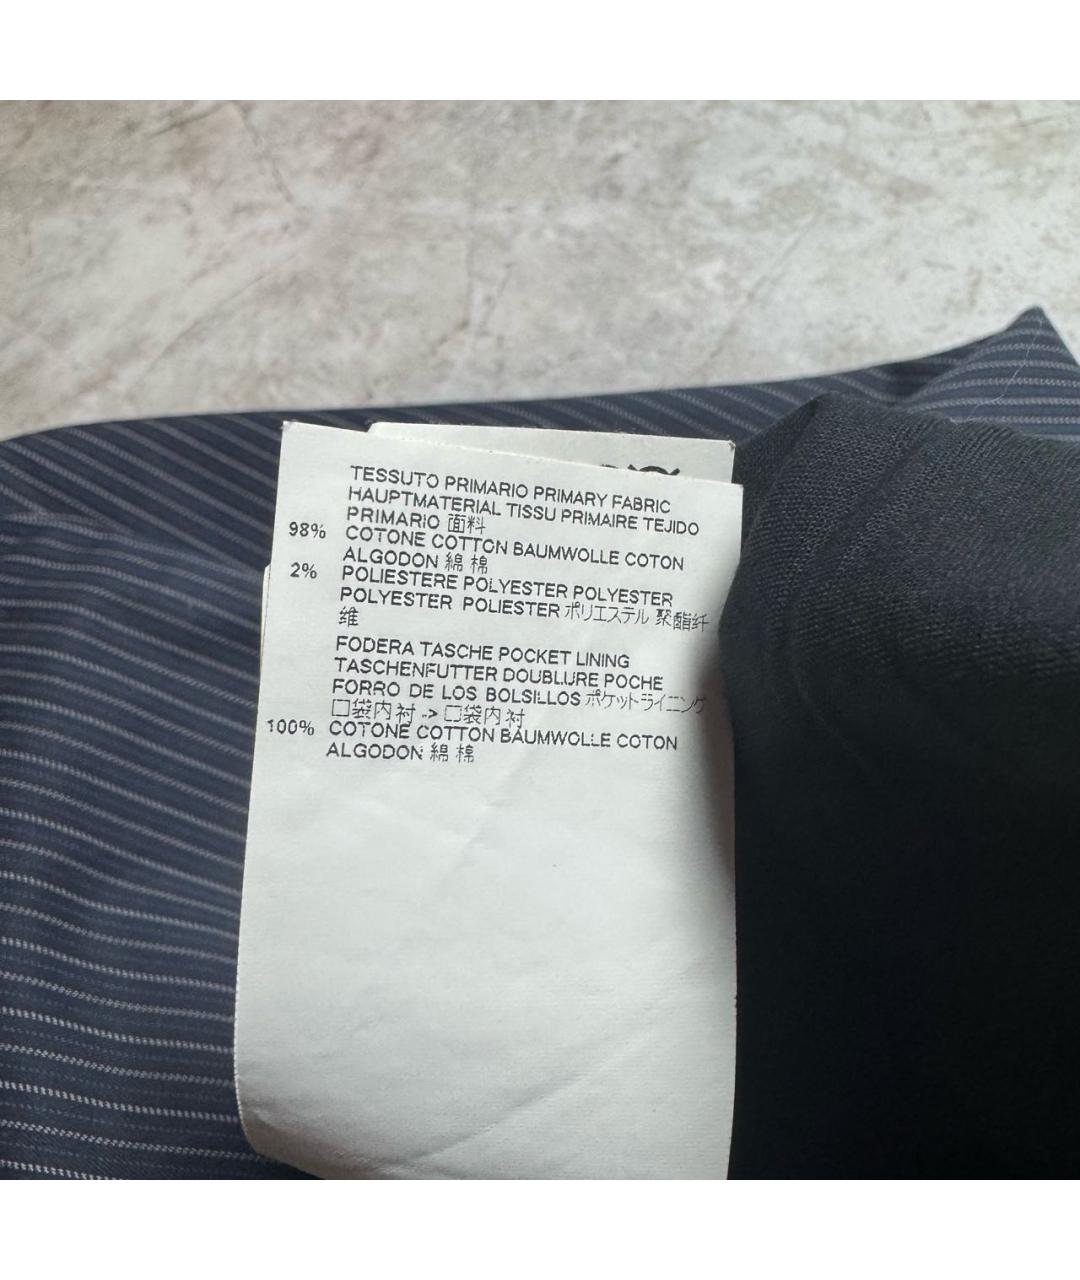 TESSUTO PRIMARIO PRIMARY FABRIC
HAUPTMATERIAL TISSU PRIMAIRE TEJIDO
PRIMARIO 面料
98% COTONE COTTON BAUMWOLLE COTON
ALGODON 綿 棉
2% POLIESTERE POLYESTER POLYESTER
POLYESTER POLIESTER ポリエステル 聚酯纤
维
FODERA TASCHE POCKET LINING
TASCHENFUTTER DOUBLURE POCHE
FORRO DE LOS BOLSILLOS ポケットライニング
口袋内衬 -> 口袋内衬
100% COTONE COTTON BAUMWOLLE COTON
ALGODON 綿 棉